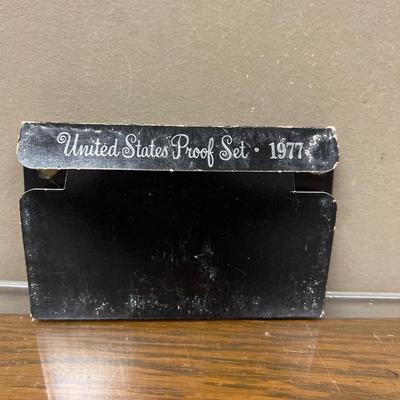 United States Proof Set · 1977